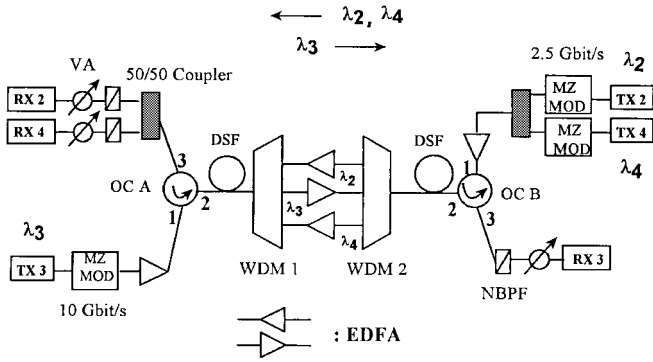 λ2, λ4
λ3
VA
50/50 Coupler
RX 2
RX 4
2.5 Gbit/s
λ2
MZ
MOD
TX 2
MZ
MOD
TX 4
λ4
DSF
DSF
3
OC A
2
1
λ2
λ3
λ4
1
OC B
2
3
λ3
TX 3
MZ
MOD
10 Gbit/s
WDM 1
WDM 2
NBPF
RX 3
: EDFA